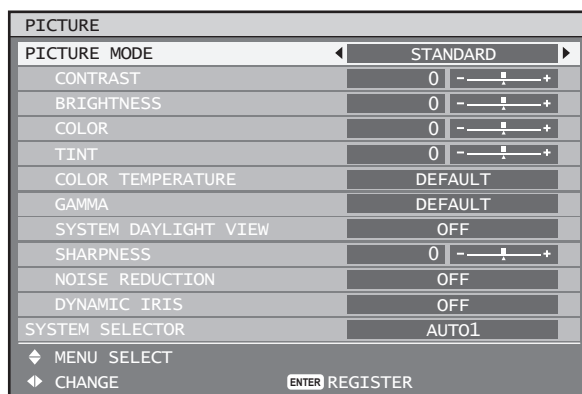 PICTURE
PICTURE MODE STANDARD
CONTRAST 0 - +
BRIGHTNESS 0 - +
COLOR 0 - +
TINT 0 - +
COLOR TEMPERATURE DEFAULT
GAMMA DEFAULT
SYSTEM DAYLIGHT VIEW OFF
SHARPNESS 0 - +
NOISE REDUCTION OFF
DYNAMIC IRIS OFF
SYSTEM SELECTOR AUTO1
MENU SELECT
CHANGE ENTER REGISTER